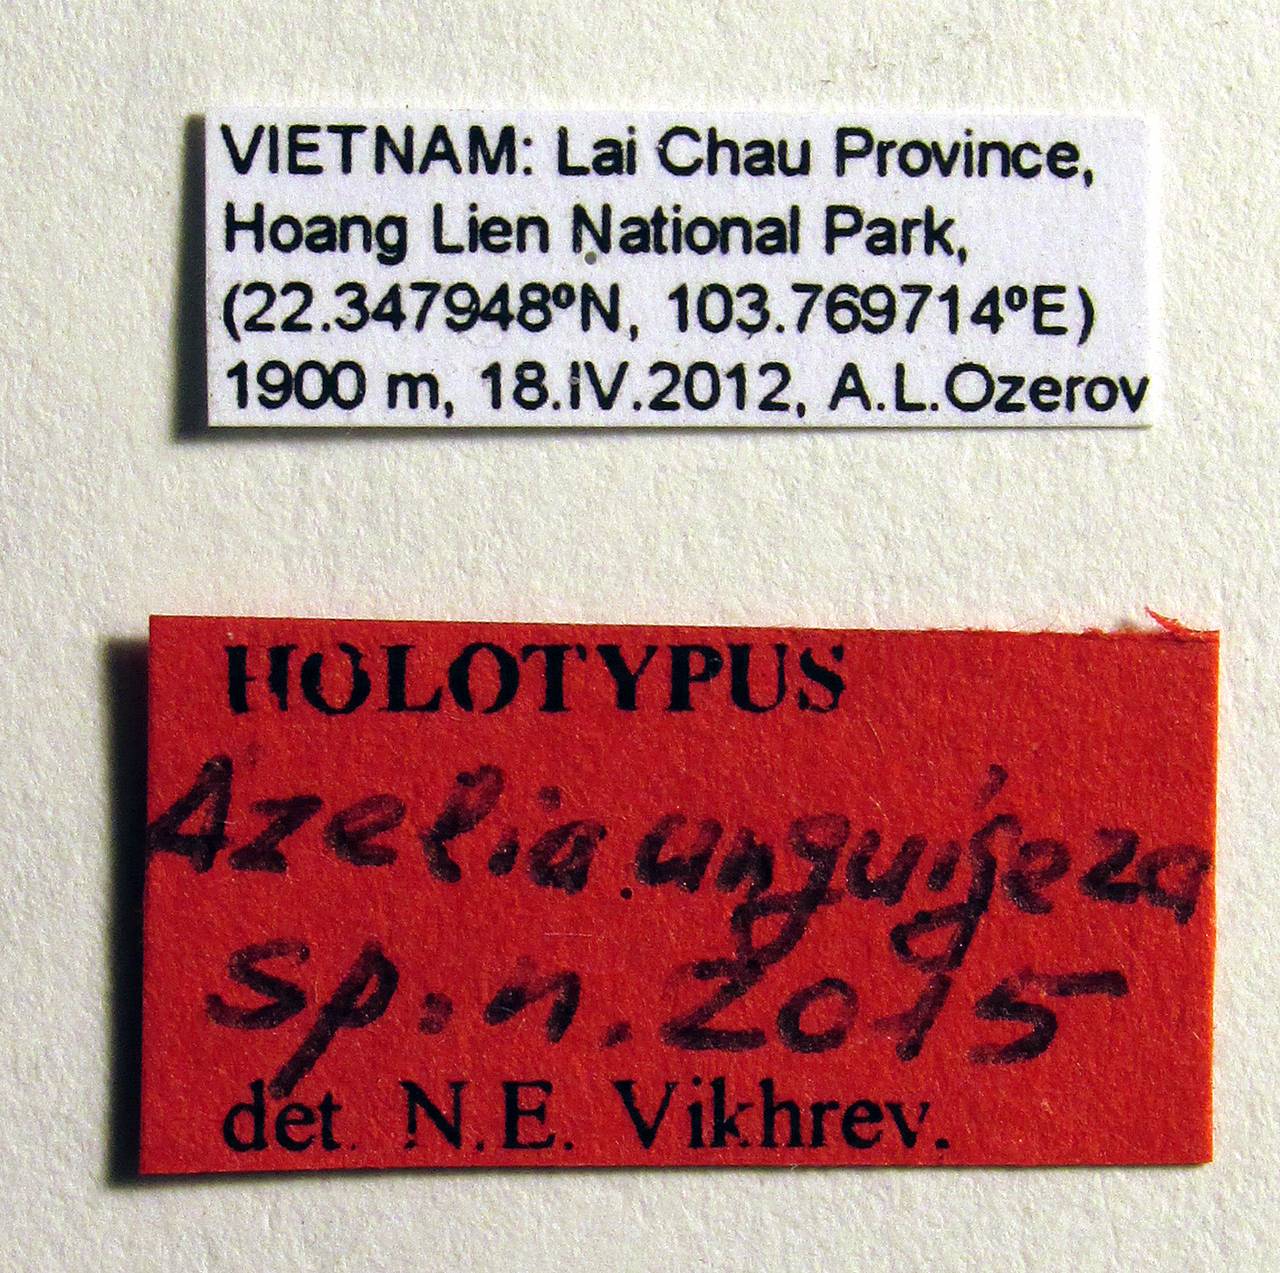 VIETNAM: Lai Chau Province,
Hoang Lien National Park,
(22.347948ºN, 103.769714ºE)
1900 m, 18.IV.2012, A.L.Ozerov
HOLOTYPUS
Azelia unguigera
sp. n. 2015
det. N.E. Vikhrev.